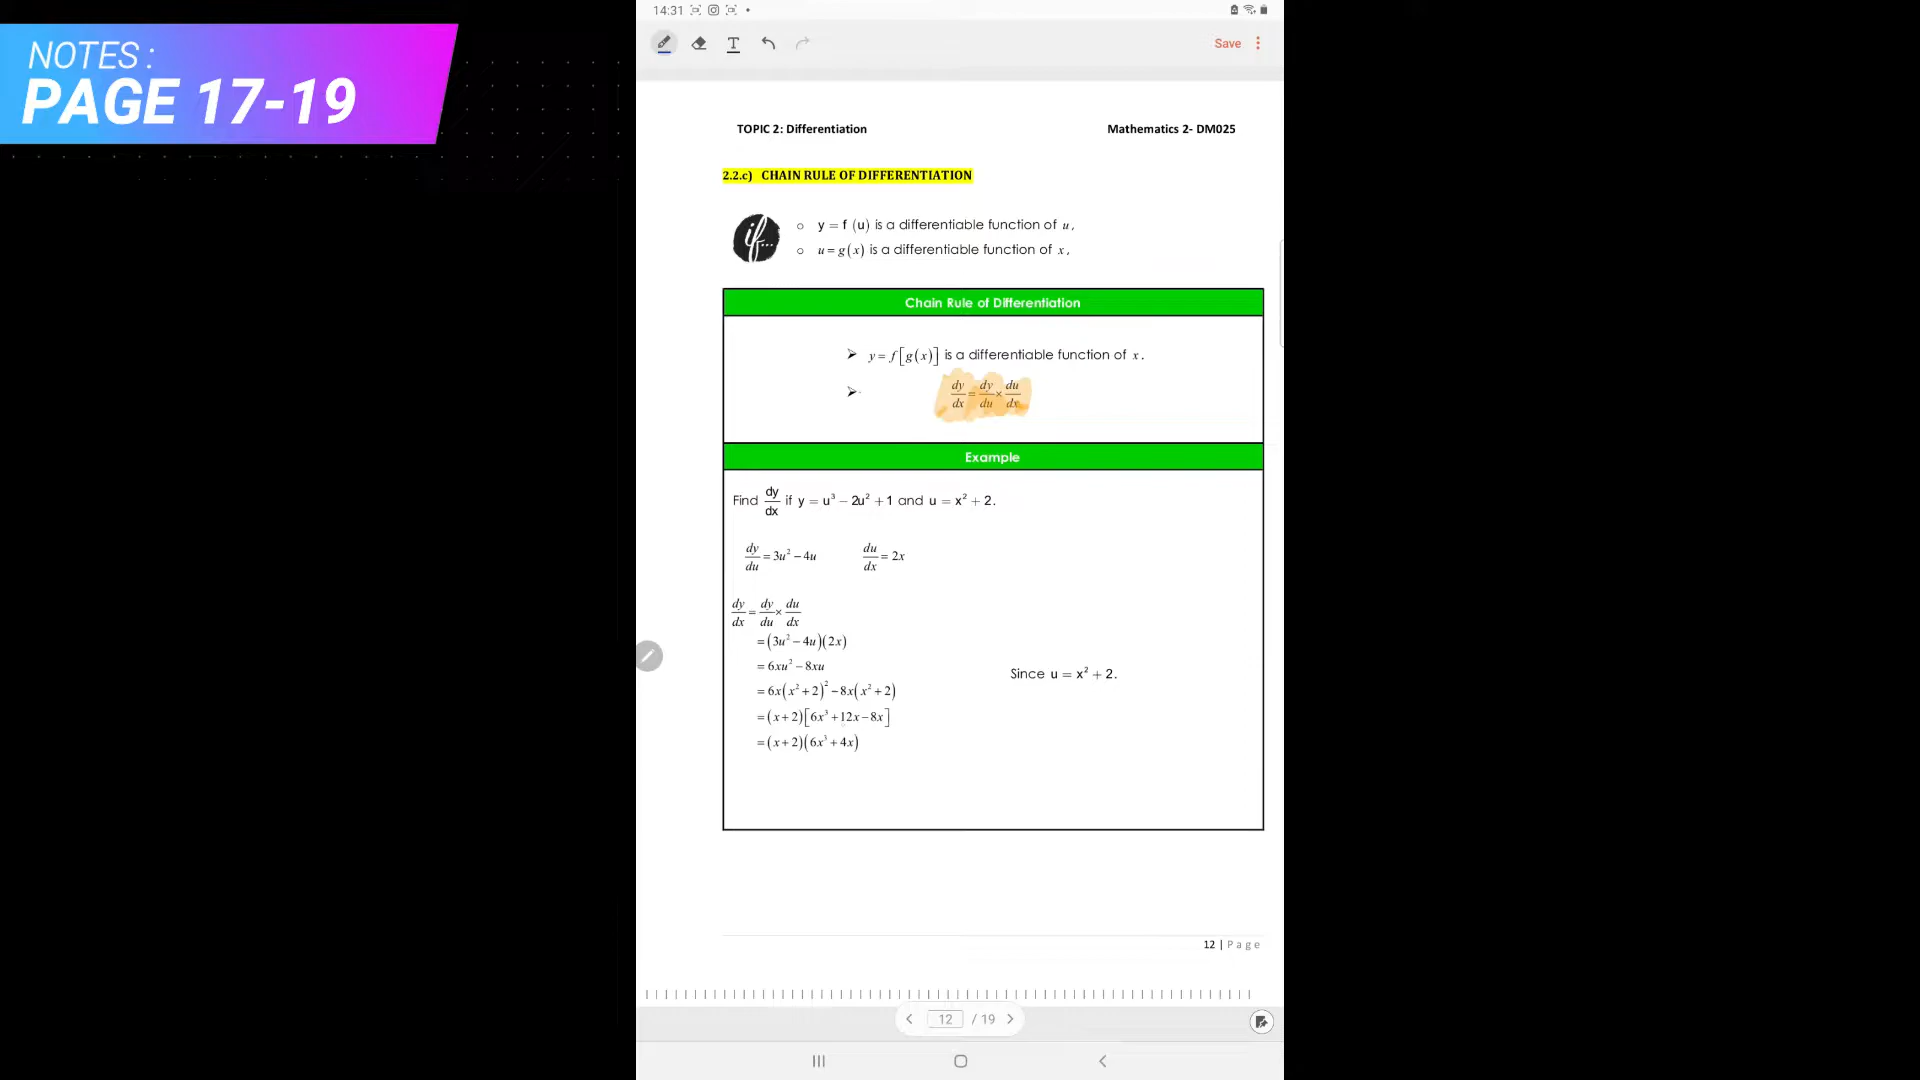 NOTES :
PAGE 17-19
14:31
Save
TOPIC 2: Differentiation Mathematics 2- DM025
2.2.c) CHAIN RULE OF DIFFERENTIATION
if...
○ y = f (u) is a differentiable function of u,
○ u = g(x) is a differentiable function of x,
Chain Rule of Differentiation
➢ y = f[g(x)] is a differentiable function of x.
➢ dy/dx = dy/du × du/dx
Example
Find dy/dx if y = u³ − 2u² + 1 and u = x² + 2.
dy/du = 3u² − 4u du/dx = 2x
dy/dx = dy/du × du/dx
= (3u² − 4u)(2x)
= 6xu² − 8xu
= 6x(x² + 2)² − 8x(x² + 2)
Since u = x² + 2.
= (x + 2)[6x³ + 12x − 8x]
= (x + 2)(6x³ + 4x)
12 | Page
12 / 19